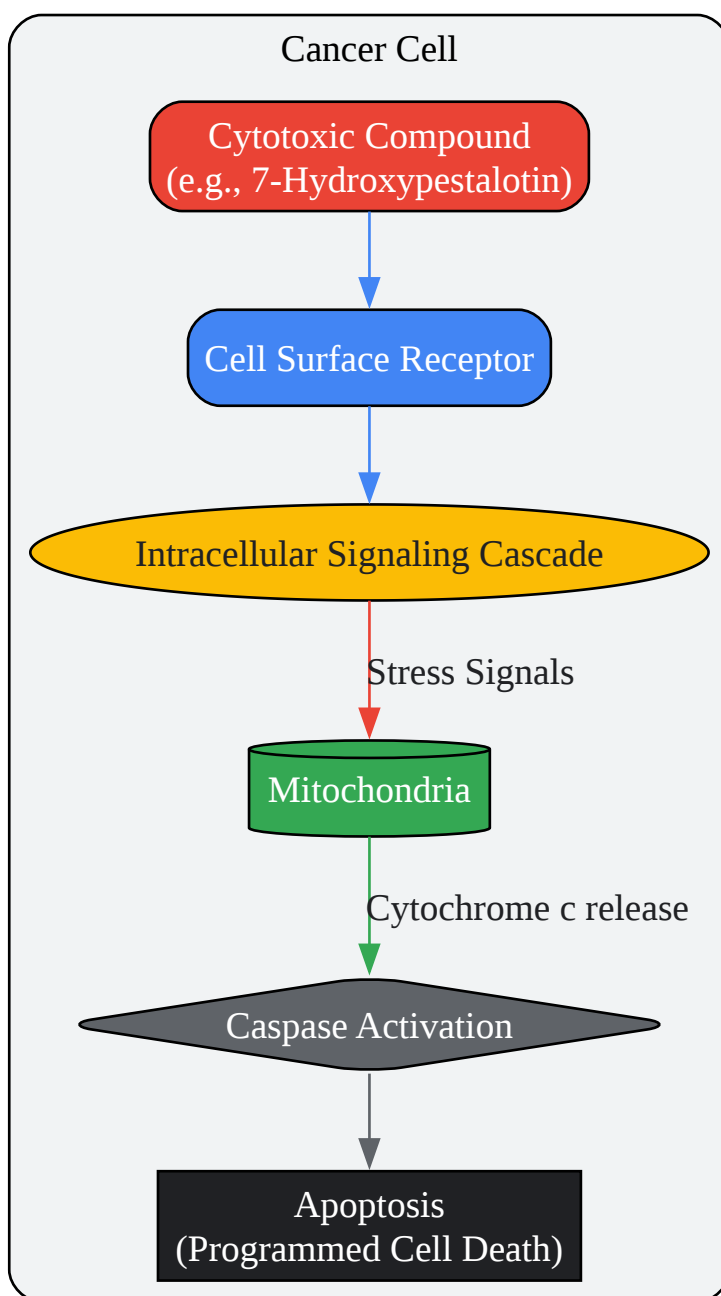 Cancer Cell
Cytotoxic Compound
(e.g., 7-Hydroxypestalotin)
Cell Surface Receptor
Intracellular Signaling Cascade
Stress Signals
Mitochondria
Cytochrome c release
Caspase Activation
Apoptosis
(Programmed Cell Death)